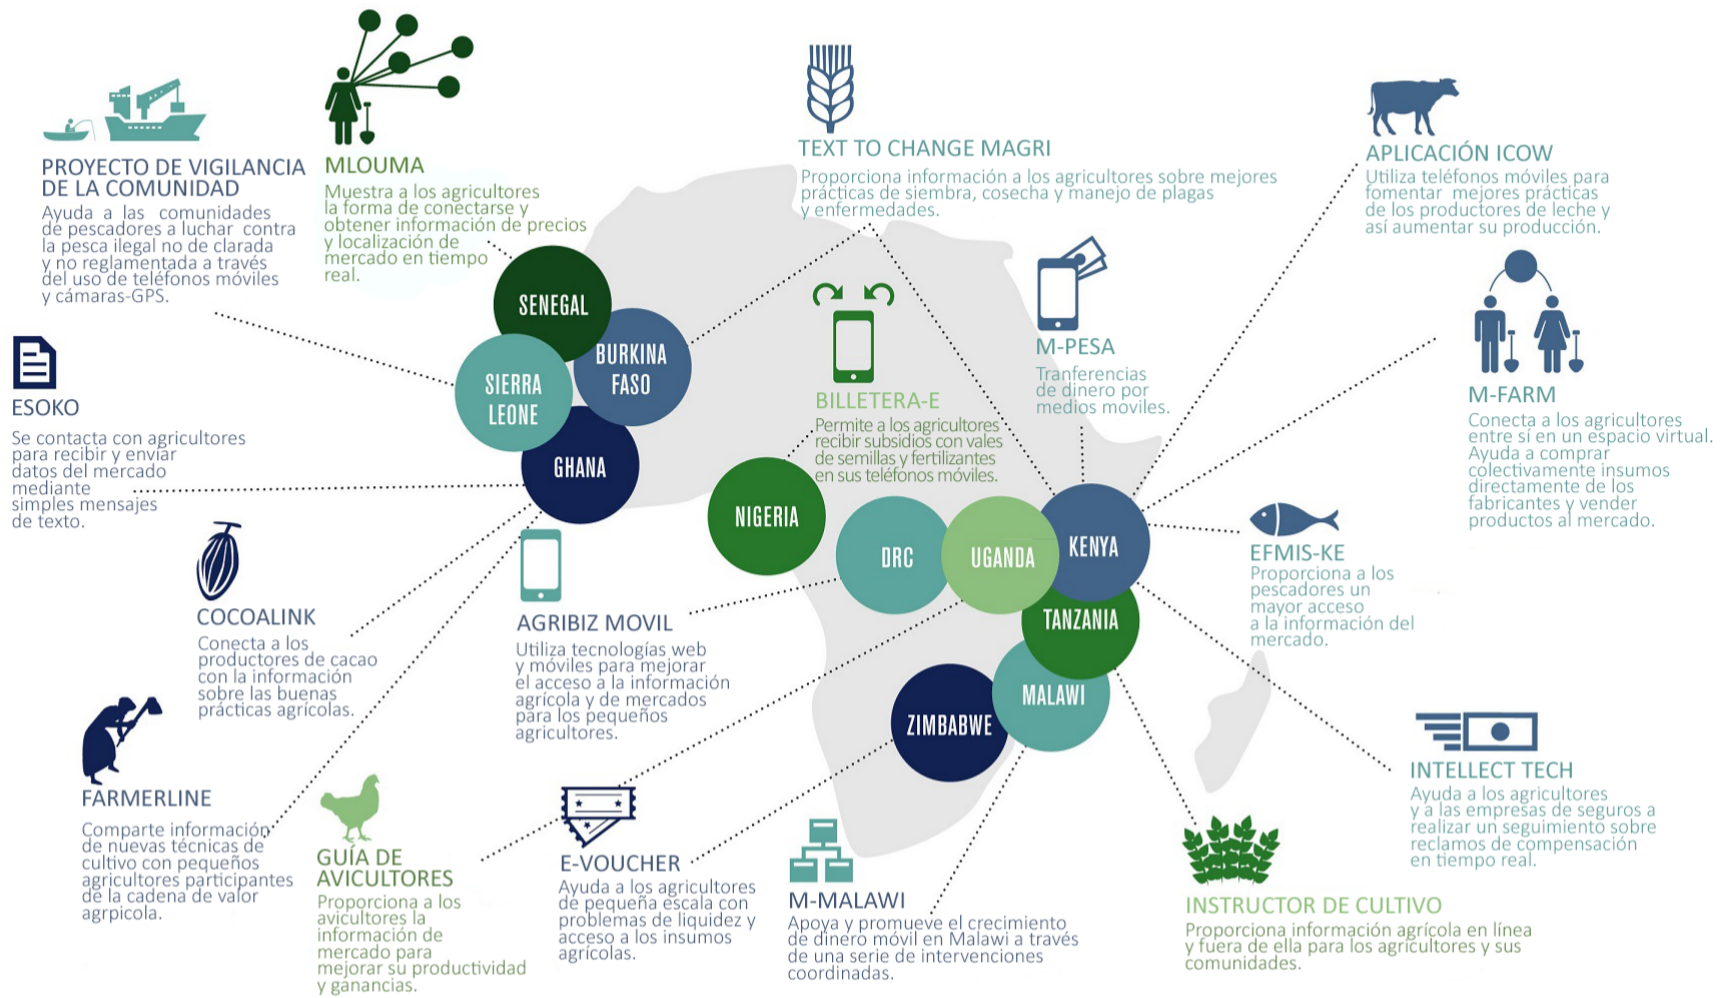 PROYECTO DE VIGILANCIA
DE LA COMUNIDAD
Ayuda a las comunidades
de pescadores a luchar contra
la pesca ilegal no de clarada
y no reglamentada a través
del uso de teléfonos móviles
y cámaras-GPS.
MLOUMA
Muestra a los agricultores
la forma de conectarse y
obtener información de precios
y localización de
mercado en tiempo
real.
TEXT TO CHANGE MAGRI
Proporciona información a los agricultores sobre mejores
prácticas de siembra, cosecha y manejo de plagas
y enfermedades.
APLICACIÓN ICOW
Utiliza teléfonos móviles para
fomentar mejores prácticas
de los productores de leche y
así aumentar su producción.
ESOKO
Se contacta con agricultores
para recibir y enviar
datos del mercado
mediante
simples mensajes
de texto.
SENEGAL
BURKINA
FASO
SIERRA
LEONE
GHANA
BILLETERA-E
Permite a los agricultores
recibir subsidios con vales
de semillas y fertilizantes
en sus teléfonos móviles.
M-PESA
Tranferencias
de dinero por
medios moviles.
M-FARM
Conecta a los agricultores
entre sí en un espacio virtual.
Ayuda a comprar
colectivamente insumos
directamente de los
fabricantes y vender
productos al mercado.
NIGERIA
DRC
UGANDA
KENYA
TANZANIA
MALAWI
ZIMBABWE
EFMIS-KE
Proporciona a los
pescadores un
mayor acceso
a la información del
mercado.
COCOALINK
Conecta a los
productores de cacao
con la información
sobre las buenas
prácticas agrícolas.
AGRIBIZ MOVIL
Utiliza tecnologías web
y móviles para mejorar
el acceso a la información
agrícola y de mercados
para los pequeños
agricultores.
FARMERLINE
Comparte información
de nuevas técnicas de
cultivo con pequeños
agricultores participantes
de la cadena de valor
agrpicola.
GUÍA DE
AVICULTORES
Proporciona a los
avicultores la
información de
mercado para
mejorar su productividad
y ganancias.
E-VOUCHER
Ayuda a los agricultores
de pequeña escala con
problemas de liquidez y
acceso a los insumos
agrícolas.
M-MALAWI
Apoya y promueve el crecimiento
de dinero móvil en Malawi a través
de una serie de intervenciones
coordinadas.
INSTRUCTOR DE CULTIVO
Proporciona información agrícola en línea
y fuera de ella para los agricultores y sus
comunidades.
INTELLECT TECH
Ayuda a los agricultores
y a las empresas de seguros a
realizar un seguimiento sobre
reclamos de compensación
en tiempo real.